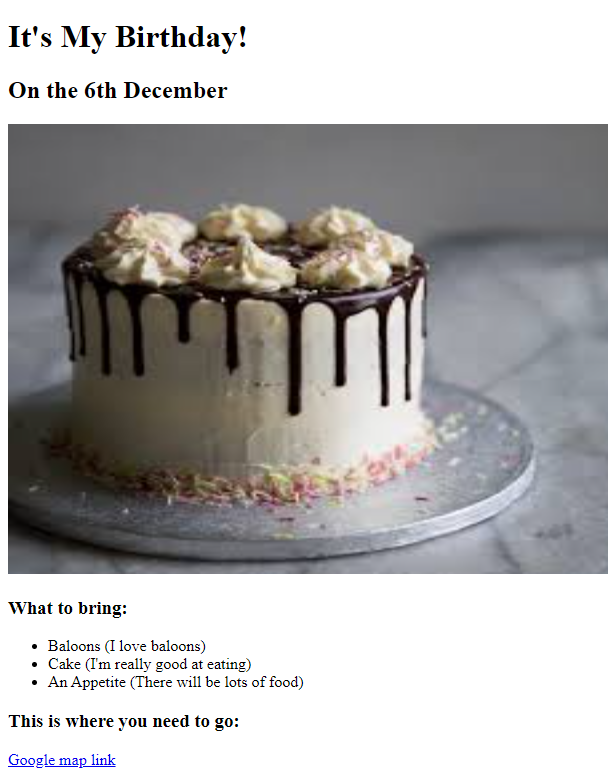 It's My Birthday!
On the 6th December
What to bring:
Baloons (I love baloons)
Cake (I'm really good at eating)
An Appetite (There will be lots of food)
This is where you need to go:
Google map link